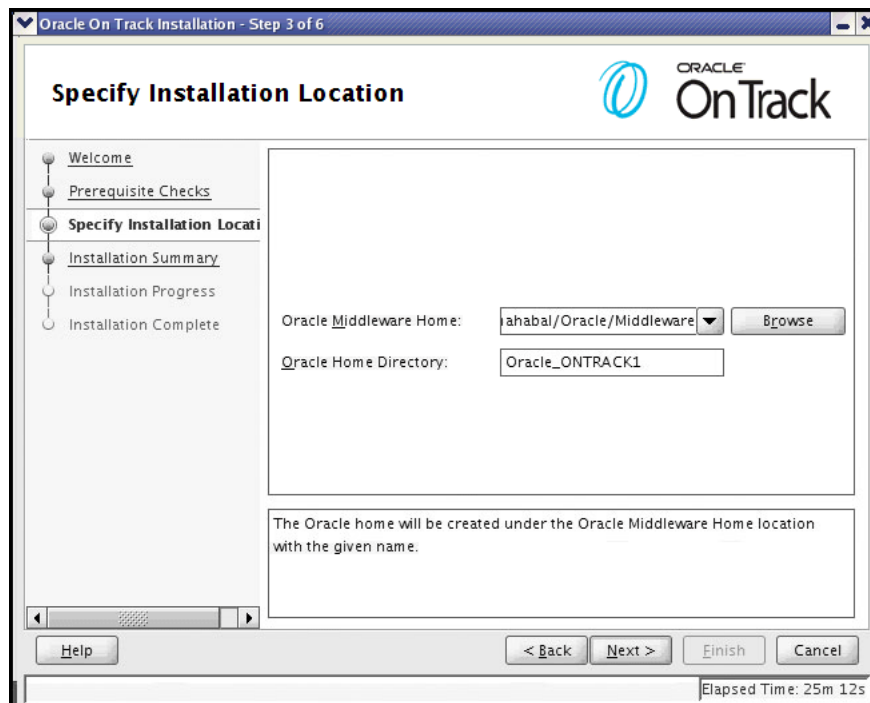 Oracle On Track Installation - Step 3 of 6
Specify Installation Location
ORACLE
OnTrack
Welcome
Prerequisite Checks
Specify Installation Locati
Installation Summary
Installation Progress
Installation Complete
Oracle Middleware Home:
ahabal/Oracle/Middleware
Browse
Oracle Home Directory:
Oracle_ONTRACK1
The Oracle home will be created under the Oracle Middleware Home location
with the given name.
Help
< Back
Next >
Finish
Cancel
Elapsed Time: 25m 12s